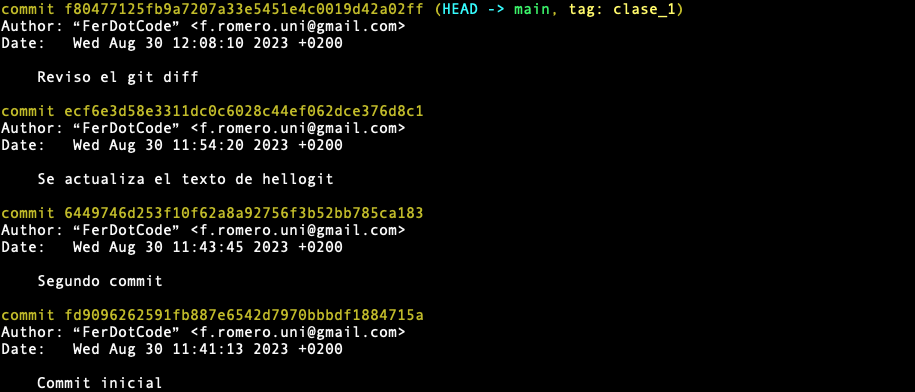 commit f80477125fb9a7207a33e5451e4c0019d42a02ff (HEAD -> main, tag: clase_1)
Author: “FerDotCode” <f.romero.uni@gmail.com>
Date:   Wed Aug 30 12:08:10 2023 +0200
Reviso el git diff
commit ecf6e3d58e3311dc0c6028c44ef062dce376d8c1
Author: “FerDotCode” <f.romero.uni@gmail.com>
Date:   Wed Aug 30 11:54:20 2023 +0200
Se actualiza el texto de hellogit
commit 6449746d253f10f62a8a92756f3b52bb785ca183
Author: “FerDotCode” <f.romero.uni@gmail.com>
Date:   Wed Aug 30 11:43:45 2023 +0200
Segundo commit
commit fd9096262591fb887e6542d7970bbbdf1884715a
Author: “FerDotCode” <f.romero.uni@gmail.com>
Date:   Wed Aug 30 11:41:13 2023 +0200
Commit inicial